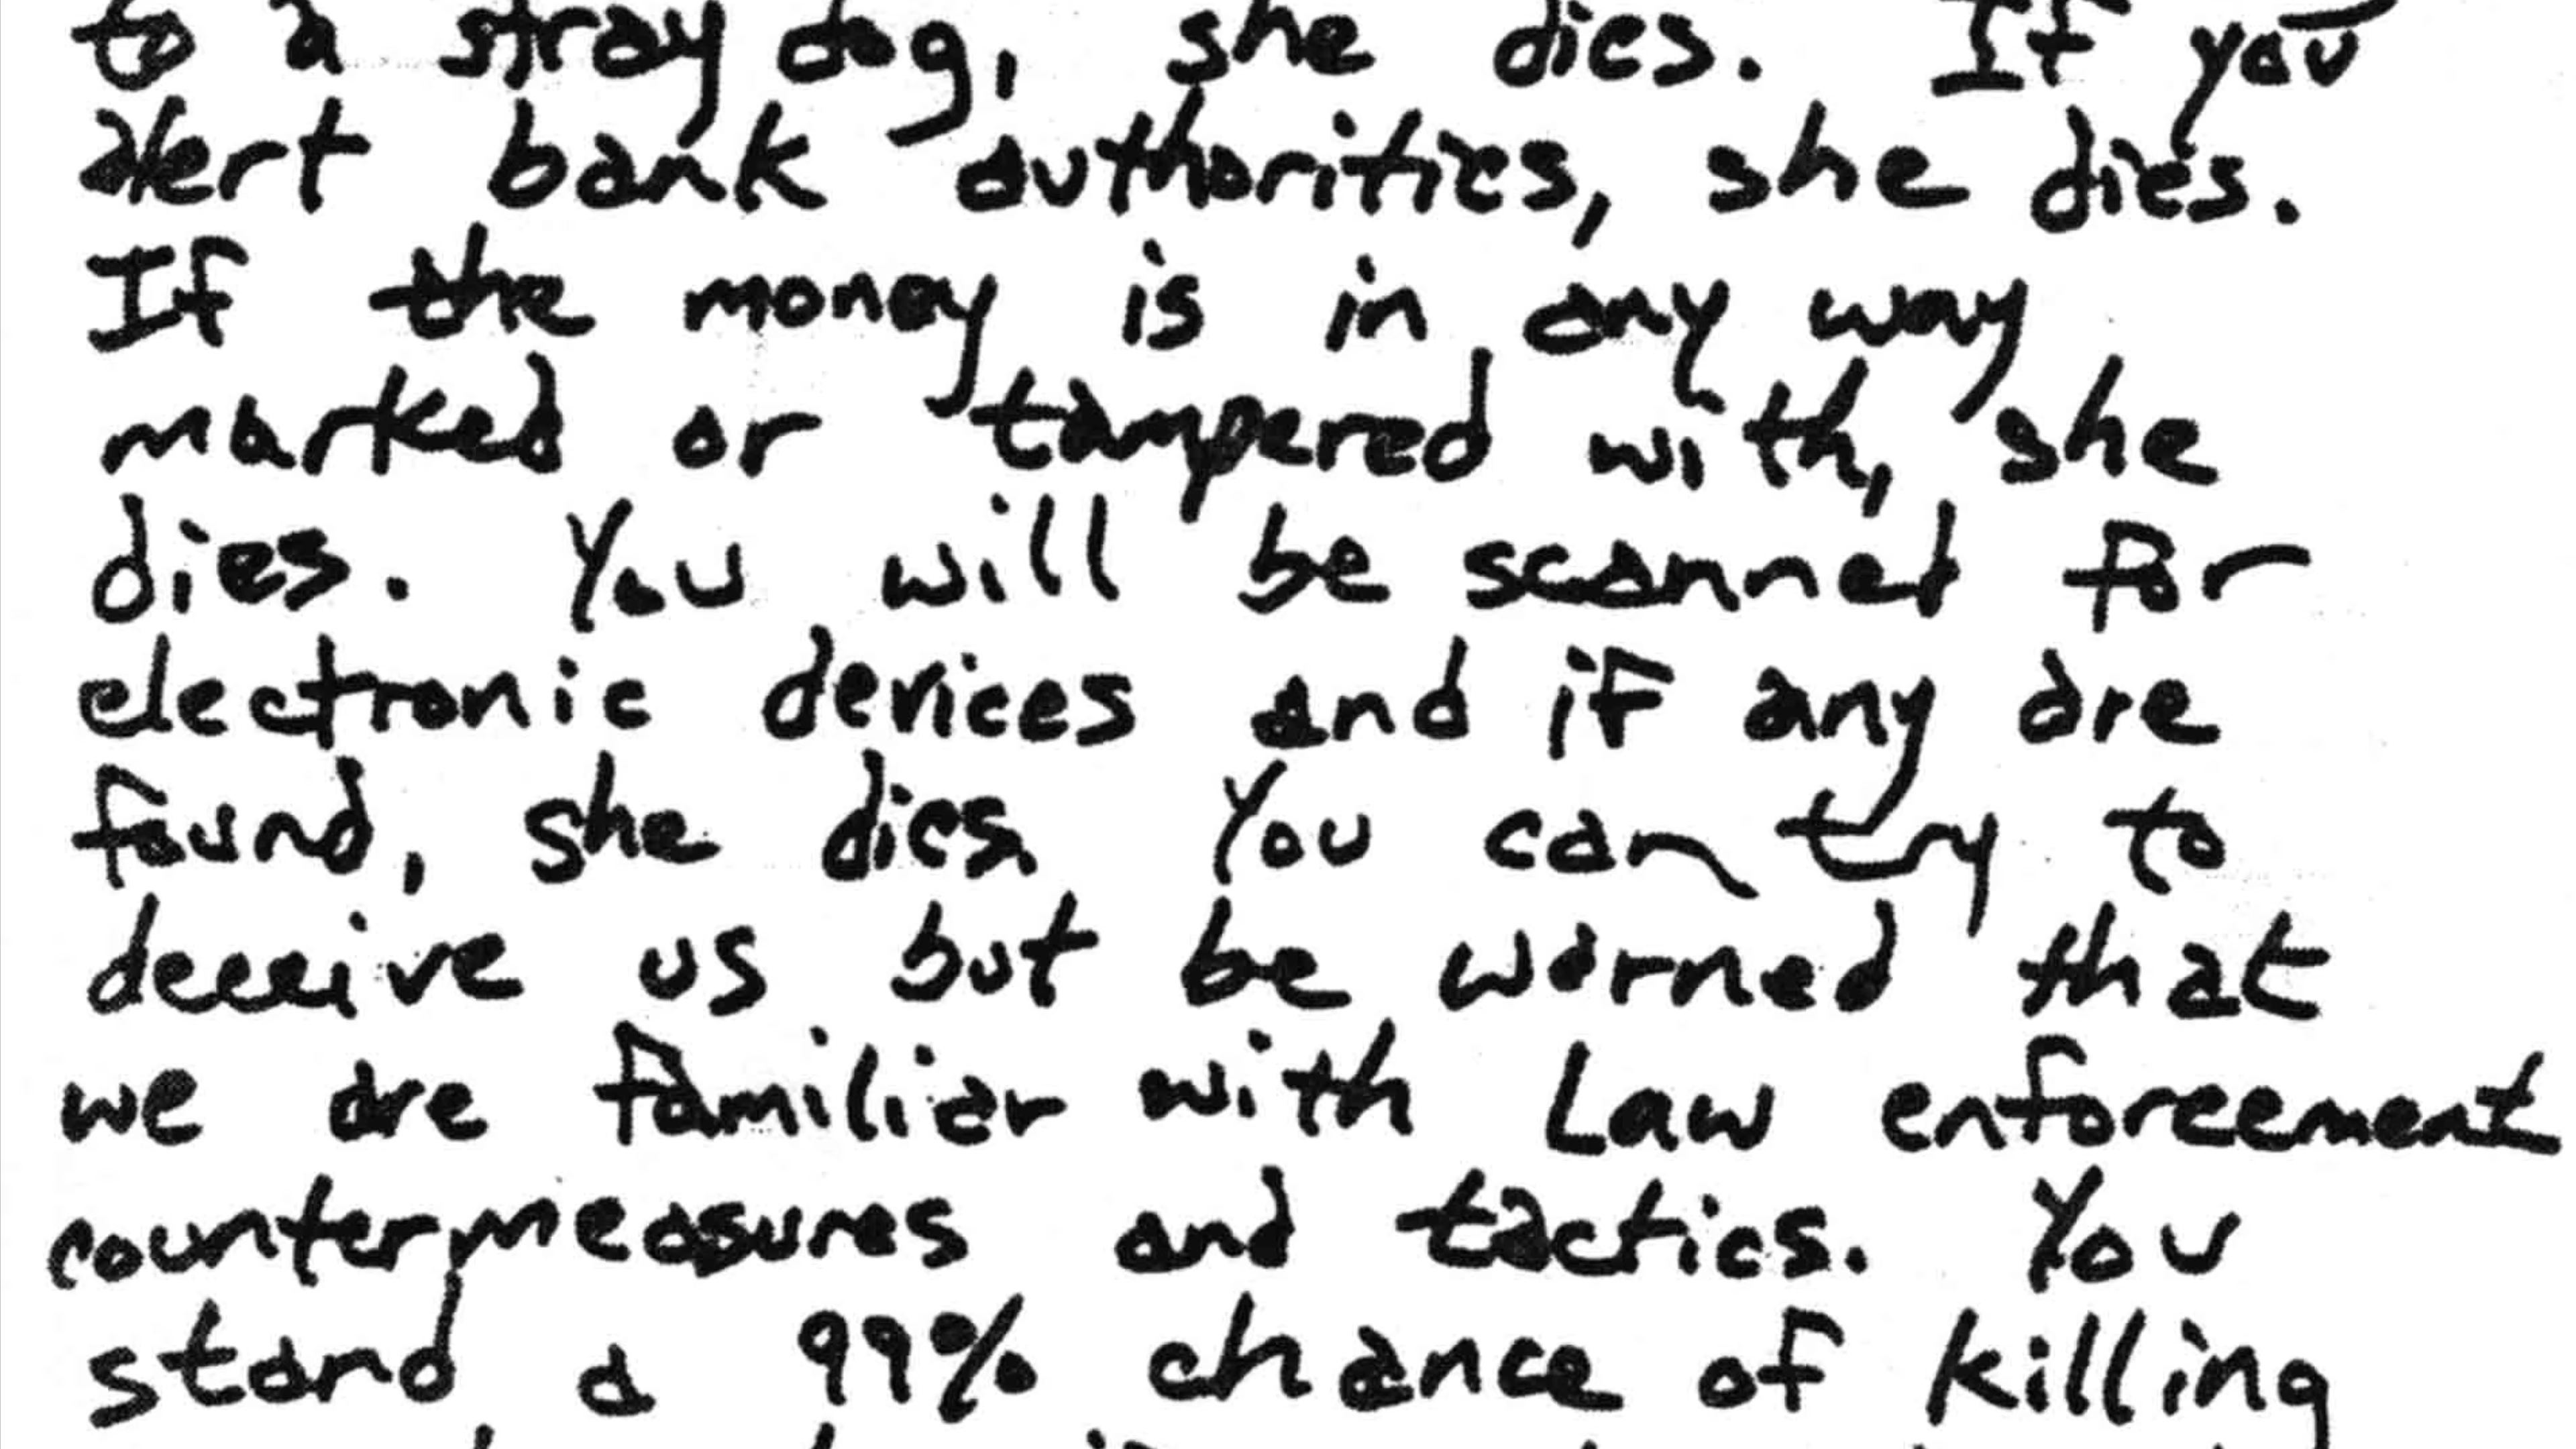 to a stray dog, she dies. If you
alert bank authorities, she dies.
If the money is in any way
marked or tampered with, she
dies. You will be scanned for
electronic devices and if any are
found, she dies. You can try to
deceive us but be warned that
we are familiar with Law enforcement
countermeasures and tactics. You
stand a 99% chance of killing